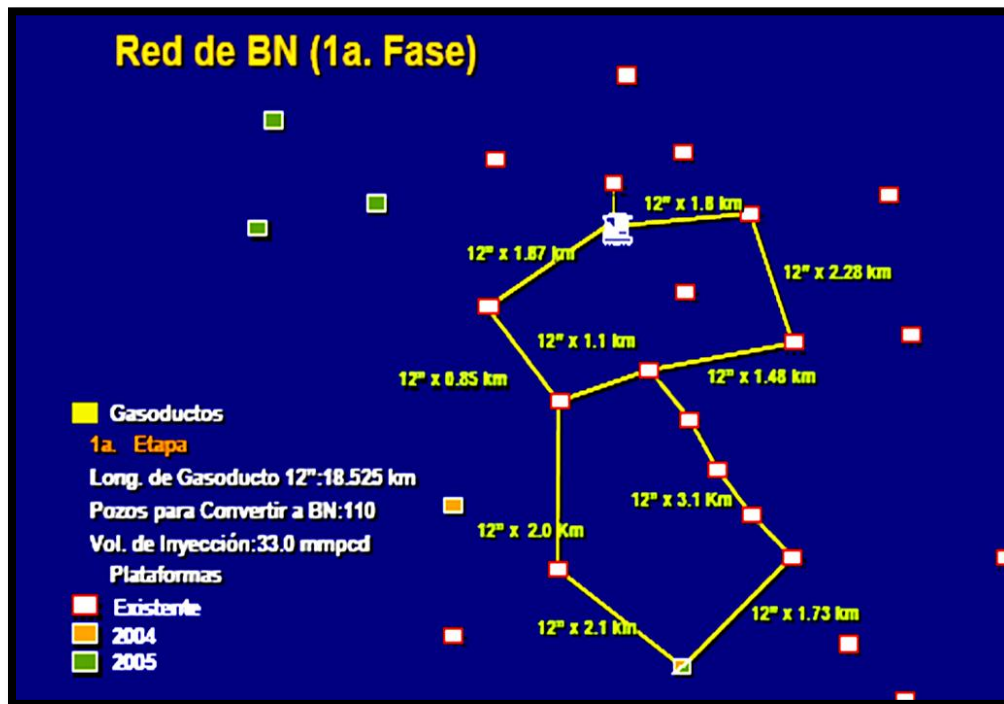 Red de BN (1a. Fase)
12" x 1.8 km
12" x 1.87 km
12" x 2.28 km
12" x 1.1 km
12" x 0.85 km
12" x 1.48 km
Gasoductos
1a. Etapa
Long. de Gasoducto 12":18.525 km
Pozos para Convertir a BN:110
12" x 3.1 Km
Vol. de Inyección:33.0 mmpcd
12" x 2.0 Km
Plataformas
Existente
12" x 1.73 km
12" x 2.1 km
2004
2005